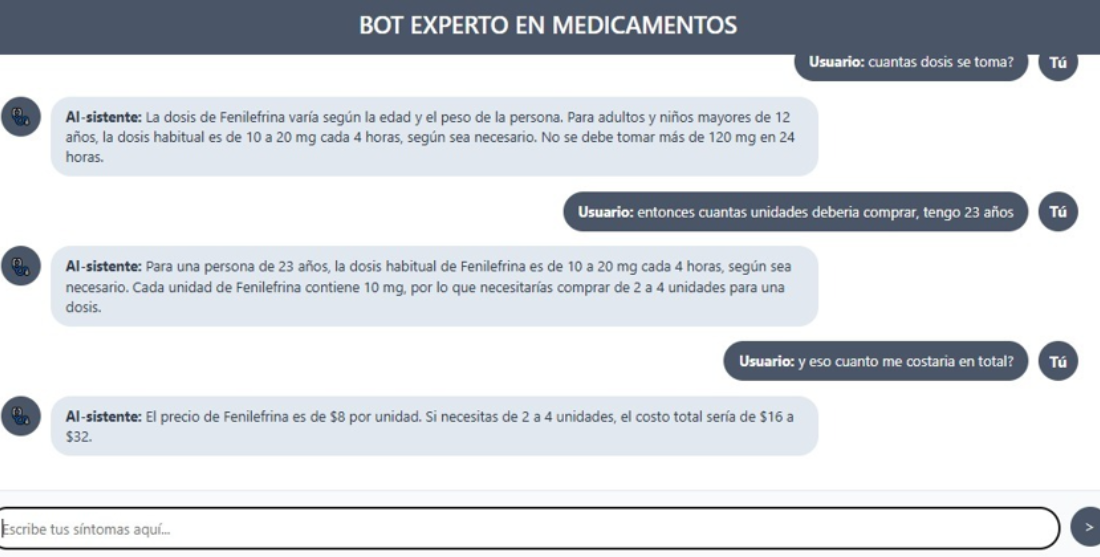 BOT EXPERTO EN MEDICAMENTOS
Usuario: cuantas dosis se toma?
Tú
AI-sistente: La dosis de Fenilefrina varía según la edad y el peso de la persona. Para adultos y niños mayores de 12
años, la dosis habitual es de 10 a 20 mg cada 4 horas, según sea necesario. No se debe tomar más de 120 mg en 24
horas.
Usuario: entonces cuantas unidades deberia comprar, tengo 23 años
Tú
AI-sistente: Para una persona de 23 años, la dosis habitual de Fenilefrina es de 10 a 20 mg cada 4 horas, según sea
necesario. Cada unidad de Fenilefrina contiene 10 mg, por lo que necesitarías comprar de 2 a 4 unidades para una
dosis.
Usuario: y eso cuanto me costaria en total?
Tú
AI-sistente: El precio de Fenilefrina es de $8 por unidad. Si necesitas de 2 a 4 unidades, el costo total sería de $16 a
$32.
Escribe tus síntomas aquí...
>